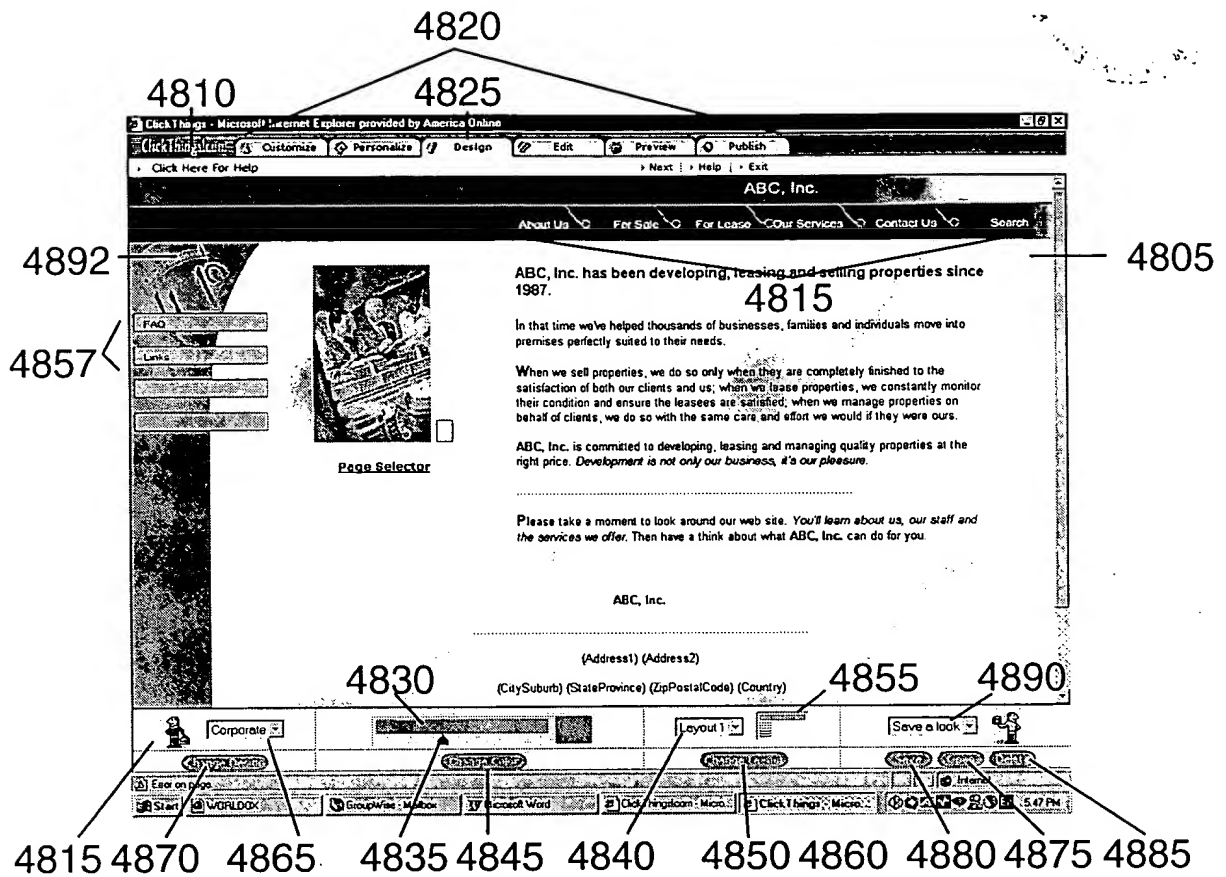 4820
4810 4825
ClickThings - Microsoft Internet Explorer provided by America Online
ClickThings.com Customize Personalize Design Edit Preview Publish
Click Here For Help Next Help Exit
ABC, Inc.
About Us For Sale For Lease Our Services Contact Us Search
4892 4805
ABC, Inc. has been developing, leasing and selling properties since
1987.
4815
FAQ
In that time we've helped thousands of businesses, families and individuals move into
premises perfectly suited to their needs.
4857
Links
When we sell properties, we do so only when they are completely finished to the
satisfaction of both our clients and us; when we lease properties, we constantly monitor
their condition and ensure the leasees are satisfied; when we manage properties on
behalf of clients, we do so with the same care and effort we would if they were ours.
ABC, Inc. is committed to developing, leasing and managing quality properties at the
right price. Development is not only our business, it's our pleasure.
Page Selector
Please take a moment to look around our web site. You'll learn about us, our staff and
the services we offer. Then have a think about what ABC, Inc. can do for you.
ABC, Inc.
(Address1) (Address2)
4830 4855 4890
(CitySuburb) (StateProvince) (ZipPostalCode) (Country)
Corporate Layout 1 Save a look
Change Design Change Color Change Layout Delete
Error on page Internet
Start WORLDOX GroupWise - Mailbox Microsoft Word ClickThings.com - Micro... ClickThings - Micro... 5:47 PM
4815 4870 4865 4835 4845 4840 4850 4860 4880 4875 4885